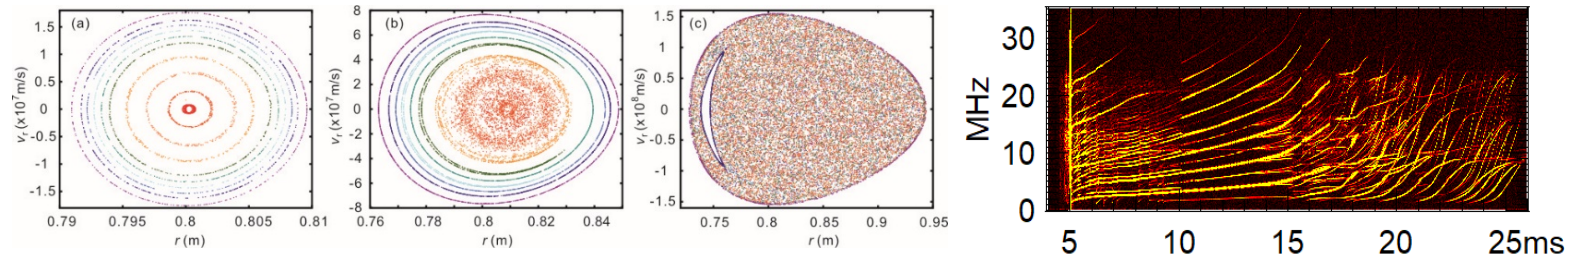 (a)
v_r (x10^7 m/s)
1.5
1
0.5
0
-0.5
-1
-1.5
0.79 0.795 0.8 0.805 0.81
r (m)
(b)
v_r (x10^7 m/s)
8
6
4
2
0
-2
-4
-6
-8
0.76 0.78 0.8 0.82 0.84
r (m)
(c)
v_r (x10^8 m/s)
1.5
1
0.5
0
-0.5
-1
-1.5
0.75 0.8 0.85 0.9 0.95
r (m)
MHz
30
20
10
0
5 10 15 20 25ms